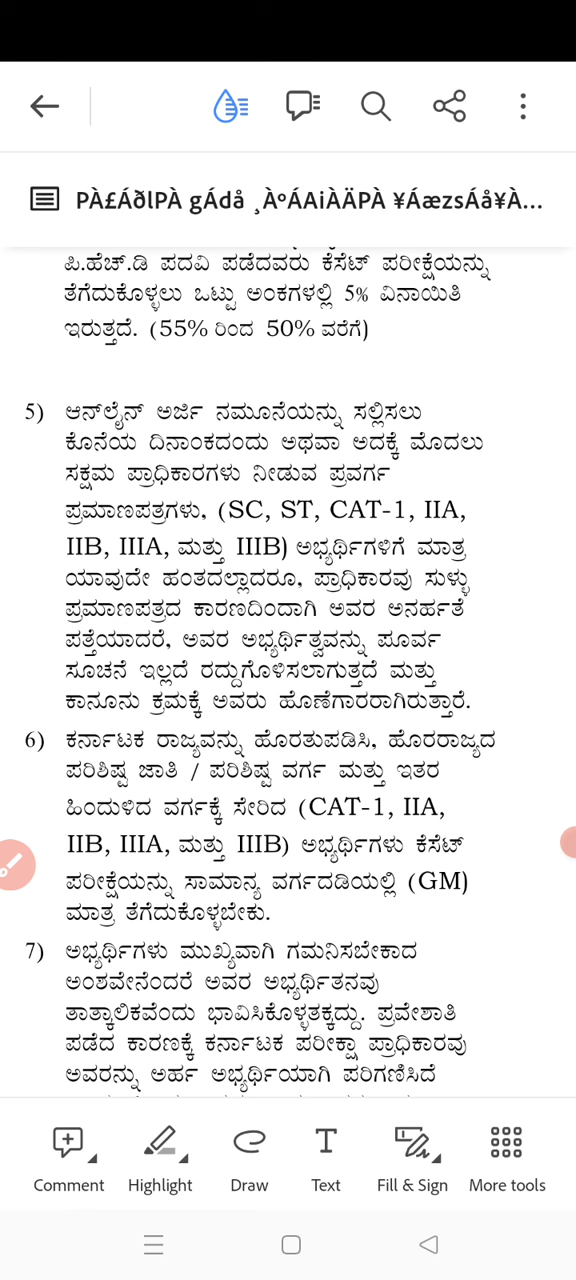 PÀ£ÁðlPÀ gÁdå ¸ÀºÁAiÀÄPÀ ¥ÁæzsÁå¥À...
ಪಿ.ಹೆಚ್.ಡಿ ಪದವಿ ಪಡೆದವರು ಕೆಸೆಟ್ ಪರೀಕ್ಷೆಯನ್ನು
ತೆಗೆದುಕೊಳ್ಳಲು ಒಟ್ಟು ಅಂಕಗಳಲ್ಲಿ 5% ವಿನಾಯಿತಿ
ಇರುತ್ತದೆ. (55% ರಿಂದ 50% ವರೆಗೆ)
5) ಆನ್‌ಲೈನ್ ಅರ್ಜಿ ನಮೂನೆಯನ್ನು ಸಲ್ಲಿಸಲು
ಕೊನೆಯ ದಿನಾಂಕದಂದು ಅಥವಾ ಅದಕ್ಕೆ ಮೊದಲು
ಸಕ್ಷಮ ಪ್ರಾಧಿಕಾರಗಳು ನೀಡುವ ಪ್ರವರ್ಗ
ಪ್ರಮಾಣಪತ್ರಗಳು, (SC, ST, CAT-1, IIA,
IIB, IIIA, ಮತ್ತು IIIB) ಅಭ್ಯರ್ಥಿಗಳಿಗೆ ಮಾತ್ರ
ಯಾವುದೇ ಹಂತದಲ್ಲಾದರೂ, ಪ್ರಾಧಿಕಾರವು ಸುಳ್ಳು
ಪ್ರಮಾಣಪತ್ರದ ಕಾರಣದಿಂದಾಗಿ ಅವರ ಅನರ್ಹತೆ
ಪತ್ತೆಯಾದರೆ, ಅವರ ಅಭ್ಯರ್ಥಿತ್ವವನ್ನು ಪೂರ್ವ
ಸೂಚನೆ ಇಲ್ಲದೆ ರದ್ದುಗೊಳಿಸಲಾಗುತ್ತದೆ ಮತ್ತು
ಕಾನೂನು ಕ್ರಮಕ್ಕೆ ಅವರು ಹೊಣೆಗಾರರಾಗಿರುತ್ತಾರೆ.
6) ಕರ್ನಾಟಕ ರಾಜ್ಯವನ್ನು ಹೊರತುಪಡಿಸಿ, ಹೊರರಾಜ್ಯದ
ಪರಿಶಿಷ್ಟ ಜಾತಿ / ಪರಿಶಿಷ್ಟ ವರ್ಗ ಮತ್ತು ಇತರ
ಹಿಂದುಳಿದ ವರ್ಗಕ್ಕೆ ಸೇರಿದ (CAT-1, IIA,
IIB, IIIA, ಮತ್ತು IIIB) ಅಭ್ಯರ್ಥಿಗಳು ಕೆಸೆಟ್
ಪರೀಕ್ಷೆಯನ್ನು ಸಾಮಾನ್ಯ ವರ್ಗದಡಿಯಲ್ಲಿ (GM)
ಮಾತ್ರ ತೆಗೆದುಕೊಳ್ಳಬೇಕು.
7) ಅಭ್ಯರ್ಥಿಗಳು ಮುಖ್ಯವಾಗಿ ಗಮನಿಸಬೇಕಾದ
ಅಂಶವೇನೆಂದರೆ ಅವರ ಅಭ್ಯರ್ಥಿತನವು
ತಾತ್ಕಾಲಿಕವೆಂದು ಭಾವಿಸಿಕೊಳ್ಳತಕ್ಕದ್ದು. ಪ್ರವೇಶಾತಿ
ಪಡೆದ ಕಾರಣಕ್ಕೆ ಕರ್ನಾಟಕ ಪರೀಕ್ಷಾ ಪ್ರಾಧಿಕಾರವು
ಅವರನ್ನು ಅರ್ಹ ಅಭ್ಯರ್ಥಿಯಾಗಿ ಪರಿಗಣಿಸಿದೆ
Comment Highlight Draw Text Fill & Sign More tools